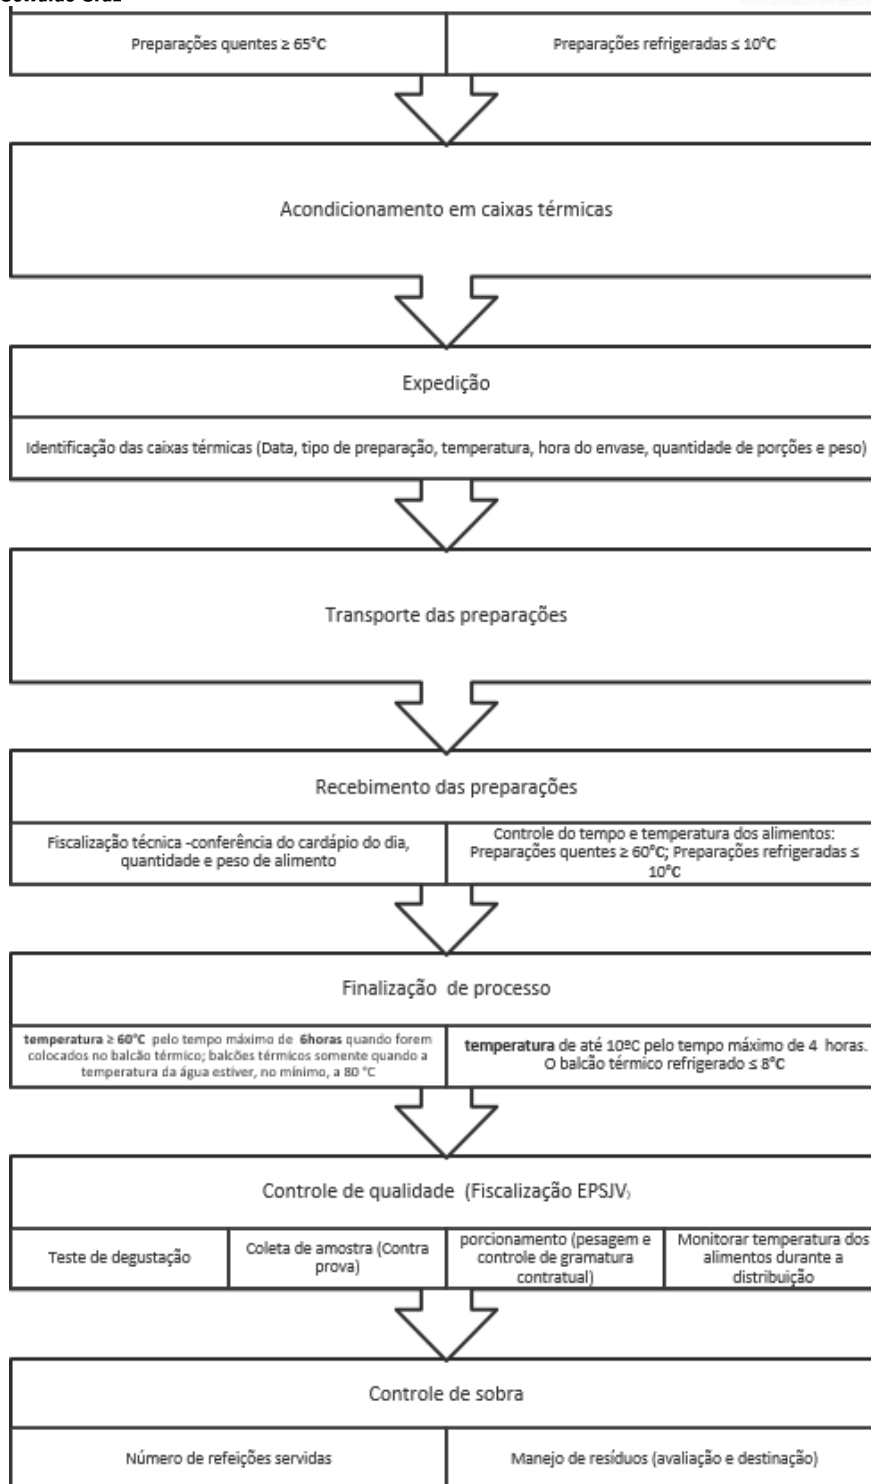 Preparações quentes ≥ 65°C
Preparações refrigeradas ≤ 10°C
Acondicionamento em caixas térmicas
Expedição
Identificação das caixas térmicas (Data, tipo de preparação, temperatura, hora do envase, quantidade de porções e peso)
Transporte das preparações
Recebimento das preparações
Fiscalização técnica -conferência do cardápio do dia,
quantidade e peso de alimento
Controle do tempo e temperatura dos alimentos:
Preparações quentes ≥ 60°C; Preparações refrigeradas ≤
10°C
Finalização de processo
temperatura ≥ 60°C pelo tempo máximo de 6horas quando forem
colocados no balcão térmico; balcões térmicos somente quando a
temperatura da água estiver, no mínimo, a 80 °C
temperatura de até 10ºC pelo tempo máximo de 4 horas.
O balcão térmico refrigerado ≤ 8°C
Controle de qualidade (Fiscalização EPSJV)
Teste de degustação
Coleta de amostra (Contra
prova)
porcionamento (pesagem e
controle de gramatura
contratual)
Monitorar temperatura dos
alimentos durante a
distribuição
Controle de sobra
Número de refeições servidas
Manejo de resíduos (avaliação e destinação)